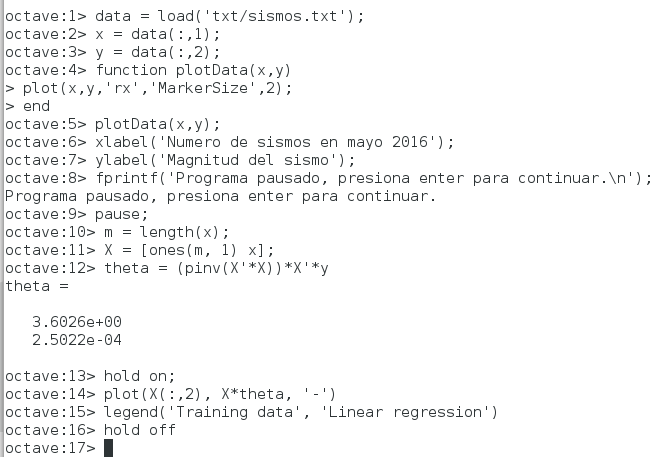 octave:1> data = load('txt/sismos.txt');
octave:2> x = data(:,1);
octave:3> y = data(:,2);
octave:4> function plotData(x,y)
> plot(x,y,'rx','MarkerSize',2);
> end
octave:5> plotData(x,y);
octave:6> xlabel('Numero de sismos en mayo 2016');
octave:7> ylabel('Magnitud del sismo');
octave:8> fprintf('Programa pausado, presiona enter para continuar.\n');
Programa pausado, presiona enter para continuar.
octave:9> pause;
octave:10> m = length(x);
octave:11> X = [ones(m, 1) x];
octave:12> theta = (pinv(X'*X))*X'*y
theta =

   3.6026e+00
   2.5022e-04

octave:13> hold on;
octave:14> plot(X(:,2), X*theta, '-')
octave:15> legend('Training data', 'Linear regression')
octave:16> hold off
octave:17>